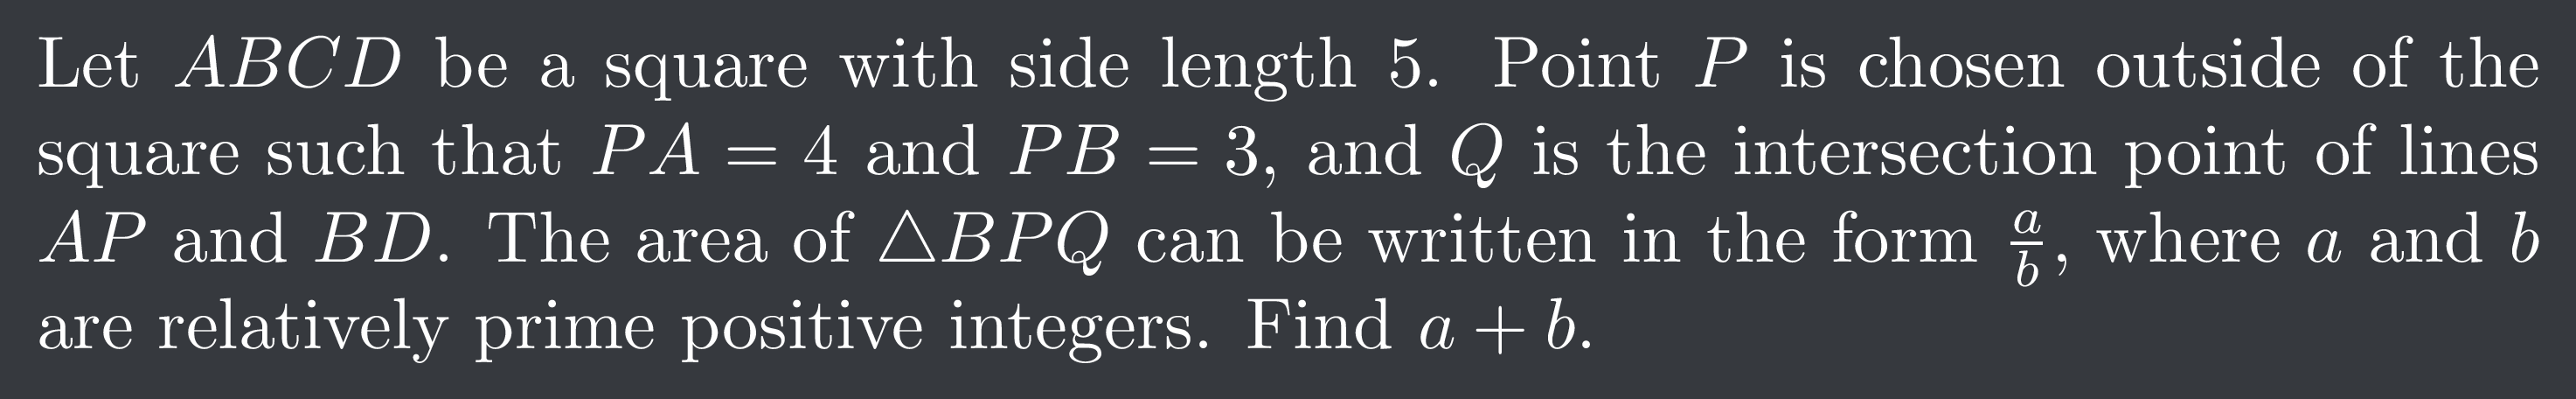 Let $ABCD$ be a square with side length 5. Point $P$ is chosen outside of the
square such that $PA = 4$ and $PB = 3$, and $Q$ is the intersection point of lines
$AP$ and $BD$. The area of $\triangle BPQ$ can be written in the form $\frac{a}{b}$, where $a$ and $b$
are relatively prime positive integers. Find $a + b$.